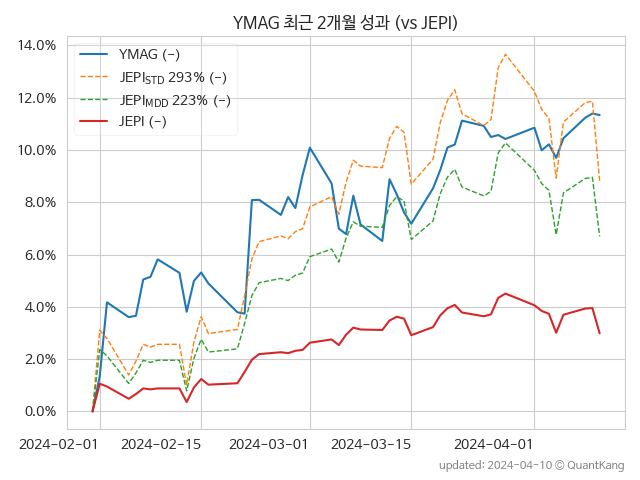 YMAG 최근 2개월 성과 (vs JEPI)
YMAG (-)
JEPI_STD 293% (-)
JEPI_MDD 223% (-)
JEPI (-)
14.0%
12.0%
10.0%
8.0%
6.0%
4.0%
2.0%
0.0%
2024-02-01 2024-02-15 2024-03-01 2024-03-15 2024-04-01
updated: 2024-04-10 © QuantKang